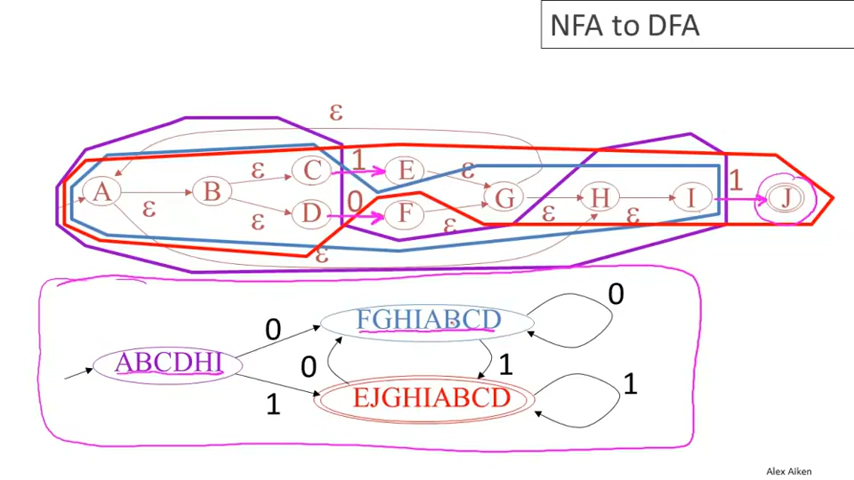 NFA to DFA
ε
ε C 1 E ε
A ε B G ε H ε I 1 J
ε D 0 F ε
ε
0
0 FGHIABCD
ABCDHI 0 1
1 EJGHIABCD 1
Alex Aiken